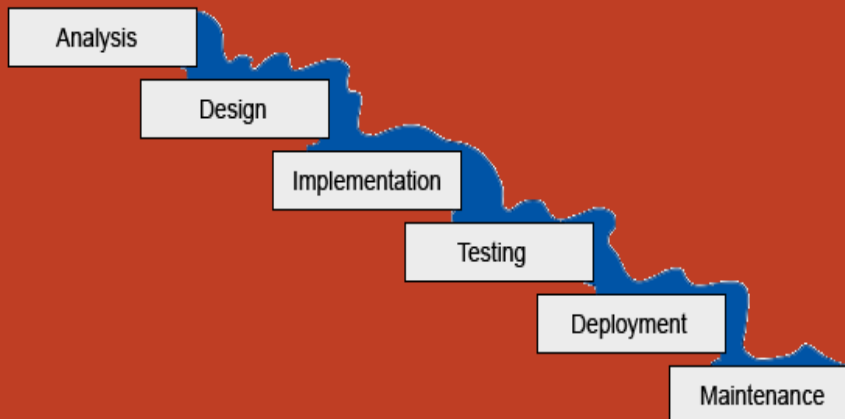 Analysis
Design
Implementation
Testing
Deployment
Maintenance